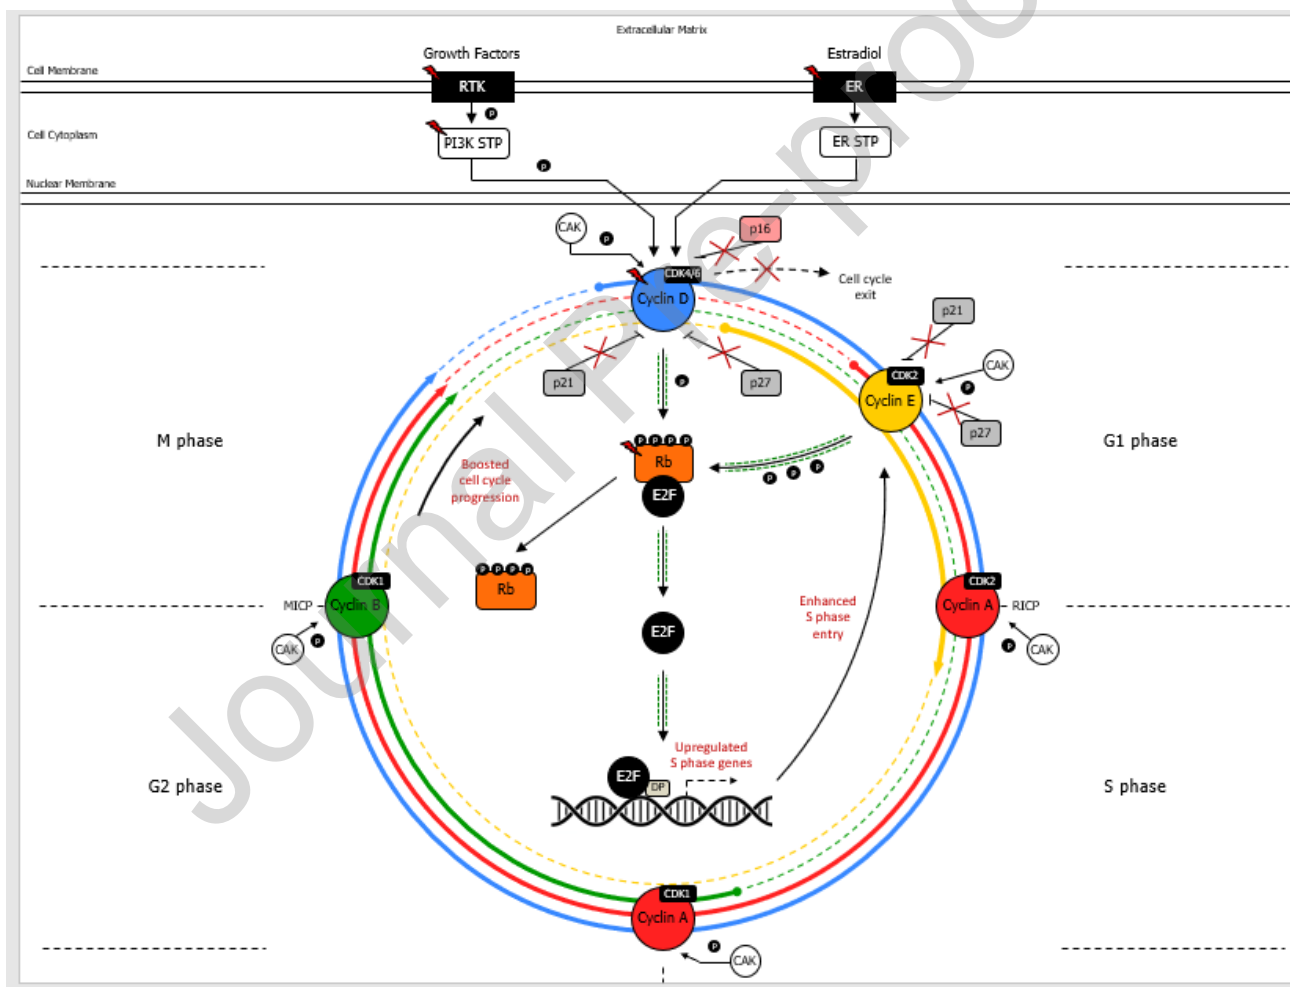 Extracellular Matrix
Growth Factors
Estradiol
Cell Membrane
RTK
ER
P
Cell Cytoplasm
PI3K STP
ER STP
P
Nuclear Membrane
CAK
P
p16
CDK4/6
Cyclin D
Cell cycle
exit
p21
p21
p27
P
CDK2
Cyclin E
CAK
P
p27
M phase
G1 phase
P P P P
Rb
E2F
P P P
Boosted
cell cycle
progression
P P P P
Rb
CDK1
Cyclin B
MICP
CAK
P
E2F
Enhanced
S phase
entry
CDK2
Cyclin A
RICP
P
CAK
Upregulated
S phase genes
E2F
DP
G2 phase
S phase
CDK1
Cyclin A
P
CAK
Journal Pre-proo